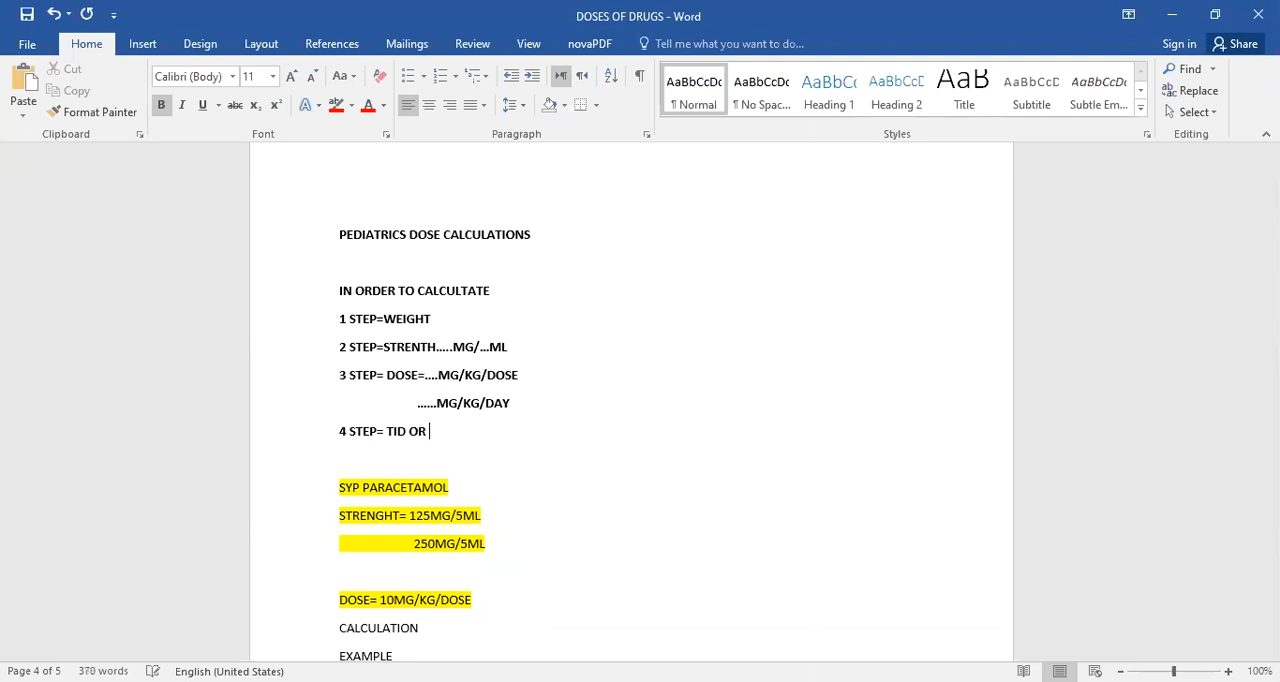 DOSES OF DRUGS - Word
File Home Insert Design Layout References Mailings Review View novaPDF Tell me what you want to do... Sign in Share
Cut
Copy
Format Painter
Paste
Clipboard
Calibri (Body) 11
Font
Paragraph
AaBbCcDc AaBbCcDc AaBbC AaBbCcC AaB AaBbCcD AaBbCcDc
¶ Normal ¶ No Spac... Heading 1 Heading 2 Title Subtitle Subtle Em...
Styles
Find
Replace
Select
Editing
PEDIATRICS DOSE CALCULATIONS
IN ORDER TO CALCULTATE
1 STEP=WEIGHT
2 STEP=STRENTH.....MG/...ML
3 STEP= DOSE=....MG/KG/DOSE
......MG/KG/DAY
4 STEP= TID OR
SYP PARACETAMOL
STRENGHT= 125MG/5ML
250MG/5ML
DOSE= 10MG/KG/DOSE
CALCULATION
EXAMPLE
Page 4 of 5 370 words English (United States) 100%